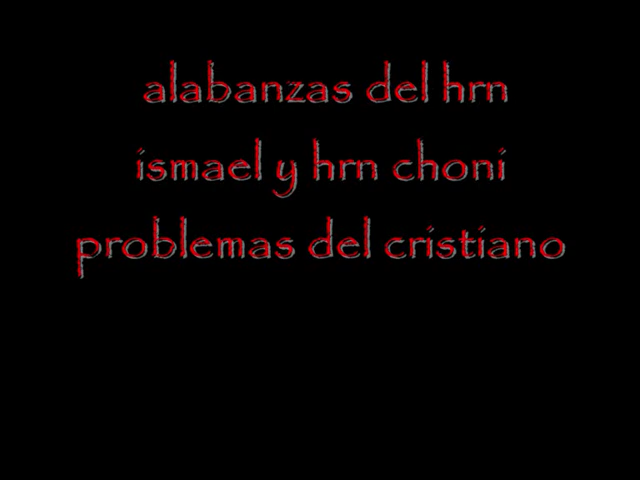 alabanzas del hrn
ismael y hrn choni
problemas del cristiano